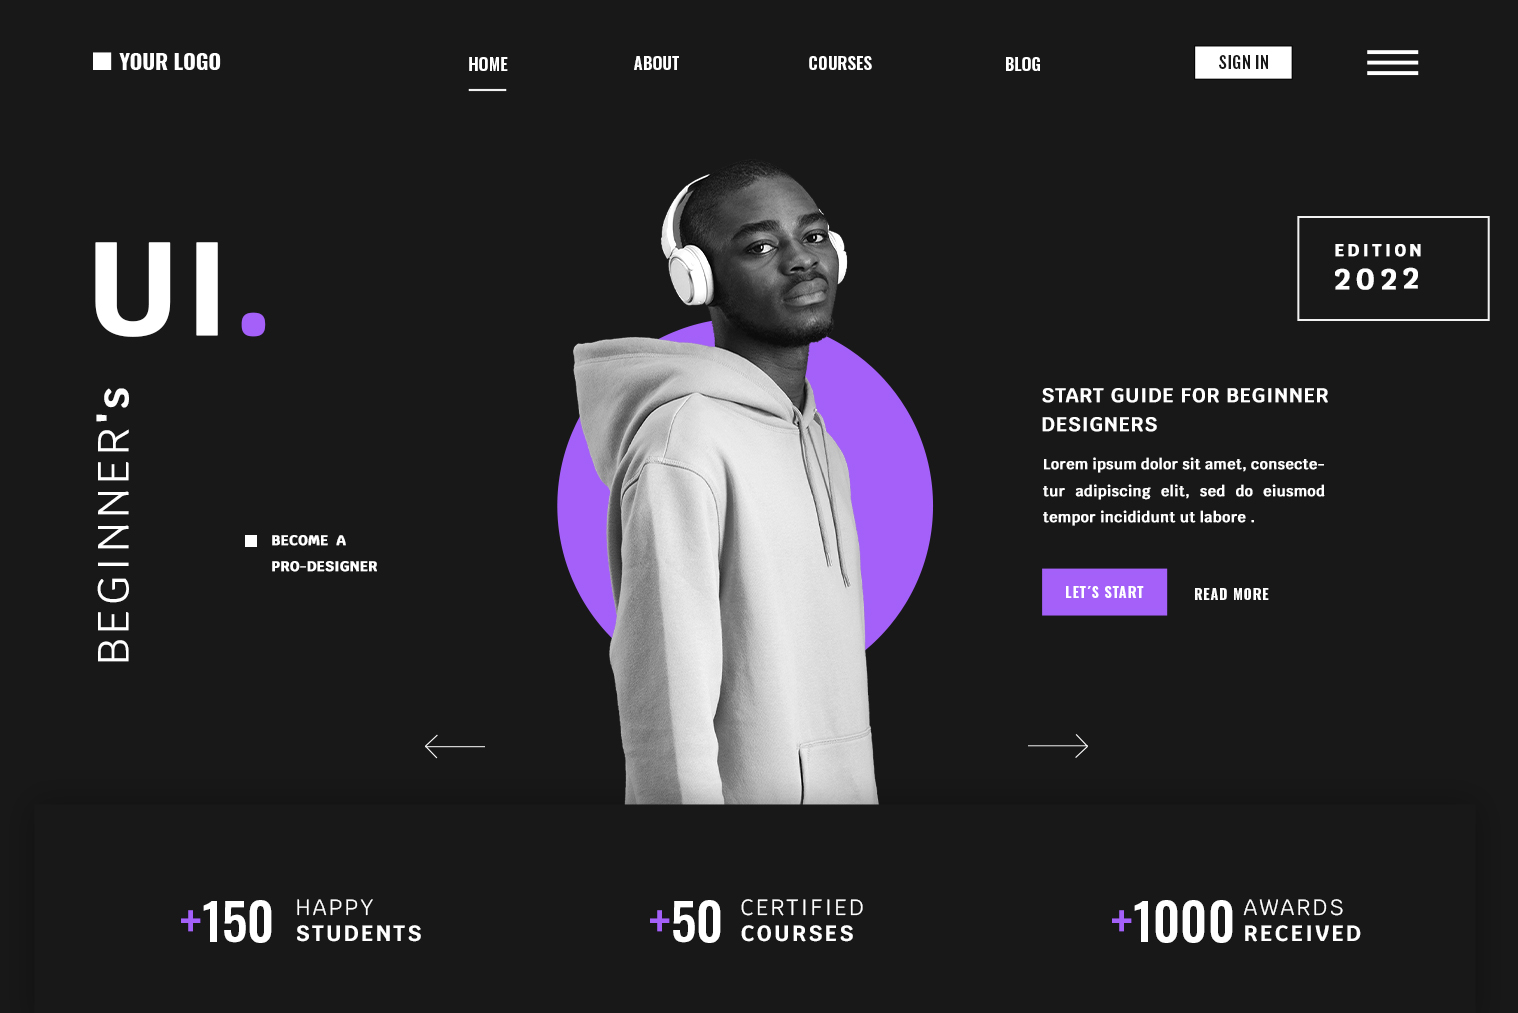 YOUR LOGO
HOME
ABOUT
COURSES
BLOG
SIGN IN
UI.
BEGINNER's
BECOME A
PRO-DESIGNER
EDITION
2022
START GUIDE FOR BEGINNER
DESIGNERS
Lorem ipsum dolor sit amet, consecte-
tur adipiscing elit, sed do eiusmod
tempor incididunt ut labore .
LET'S START
READ MORE
+150
HAPPY
STUDENTS
+50
CERTIFIED
COURSES
+1000
AWARDS
RECEIVED